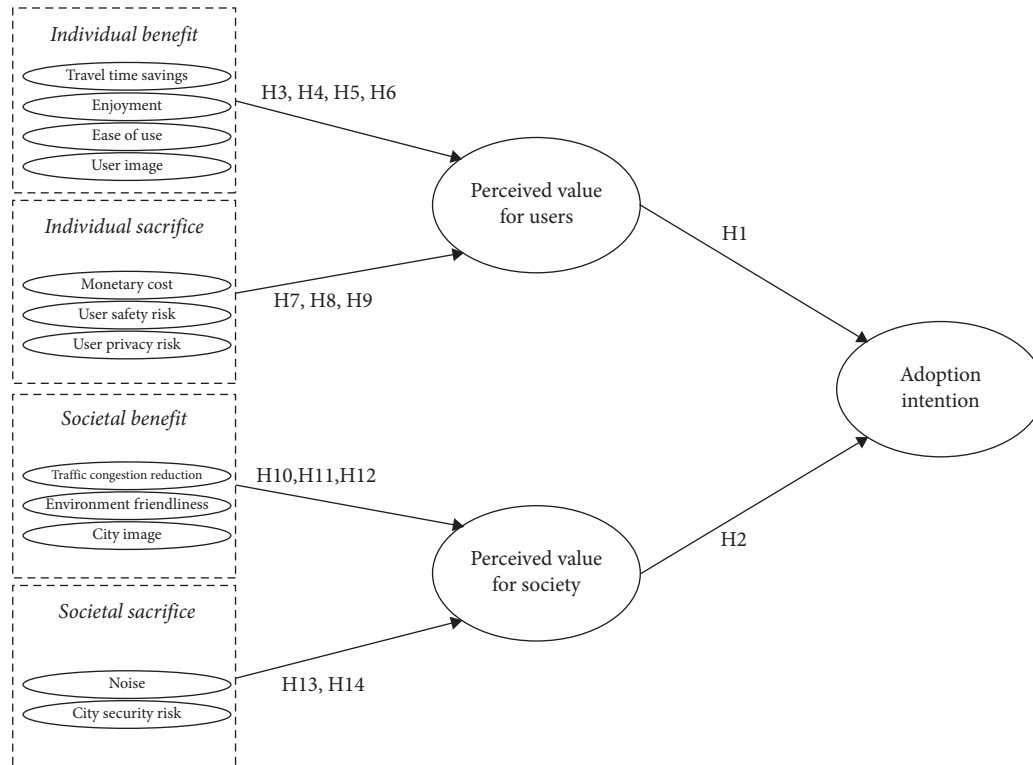 Individual benefit
Travel time savings
Enjoyment
Ease of use
User image
H3, H4, H5, H6
Individual sacrifice
Monetary cost
User safety risk
User privacy risk
H7, H8, H9
Perceived value
for users
H1
Societal benefit
Traffic congestion reduction
Environment friendliness
City image
H10,H11,H12
Societal sacrifice
Noise
City security risk
H13, H14
Perceived value
for society
H2
Adoption
intention